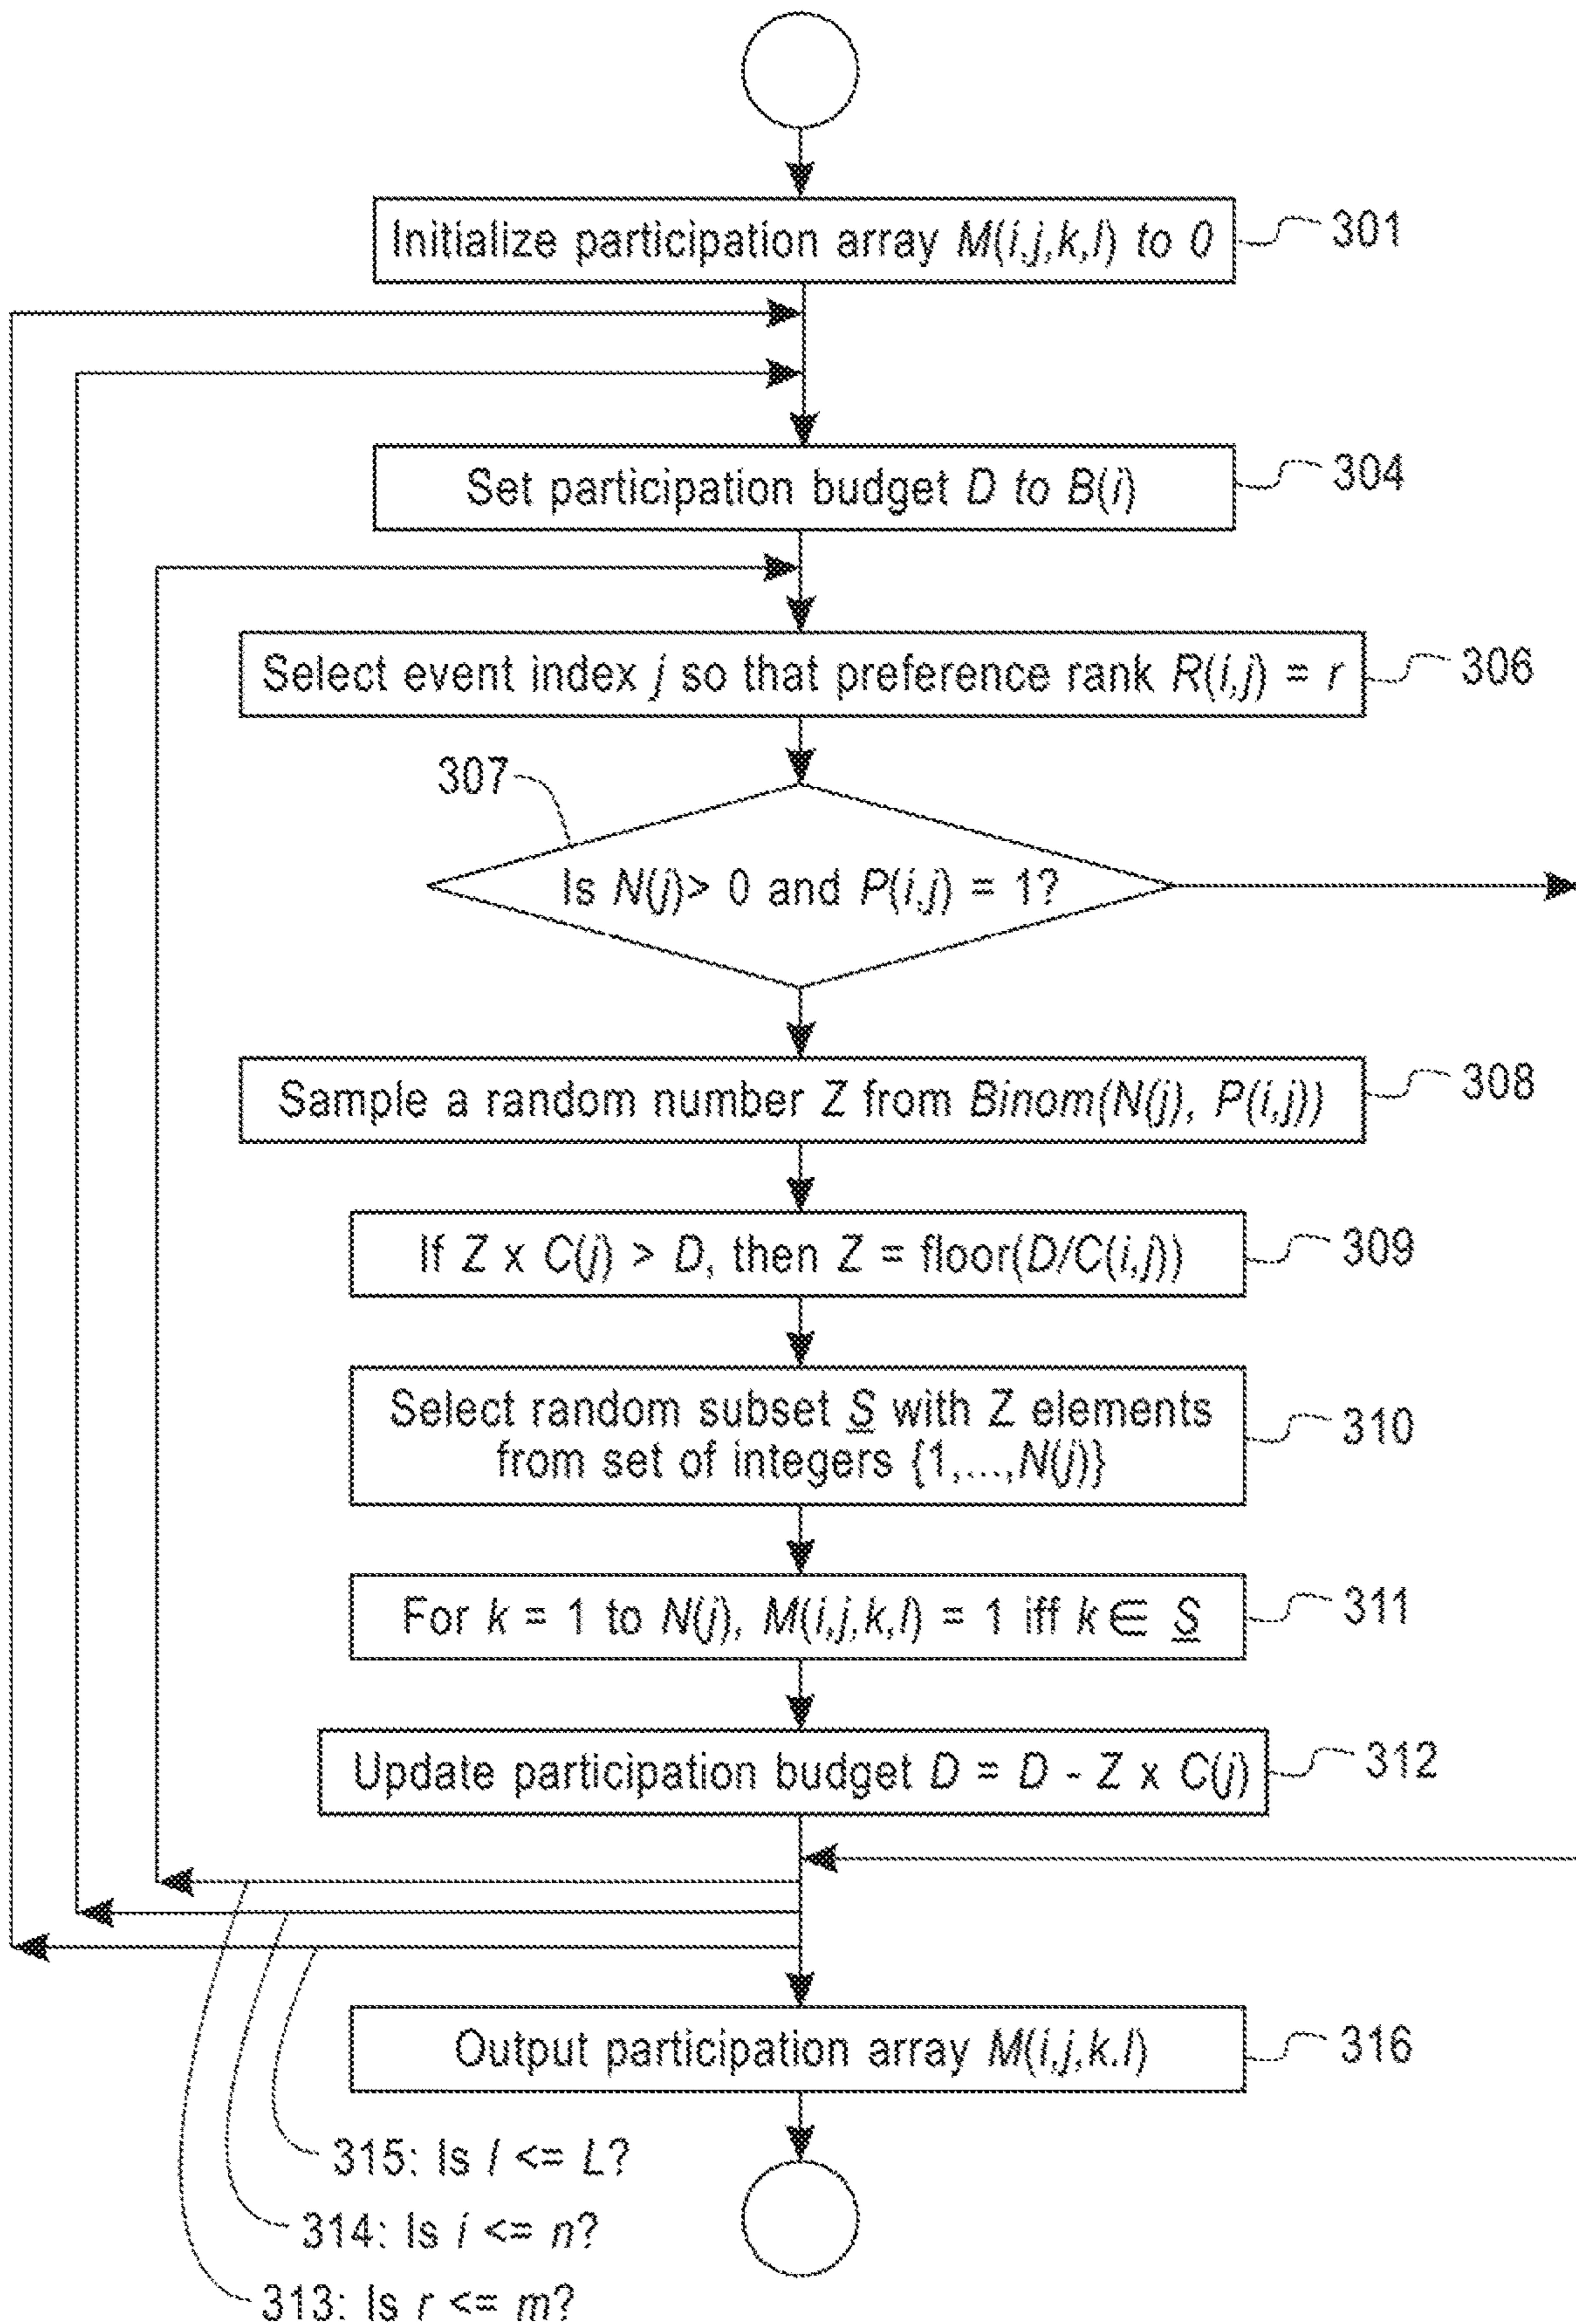 Initialize participation array M(i,j,k,l) to 0
301
Set participation budget D to B(i)
304
Select event index j so that preference rank R(i,j) = r
306
307
Is N(j)> 0 and P(i,j) = 1?
Sample a random number Z from Binom(N(j), P(i,j))
308
If Z x C(j) > D, then Z = floor(D/C(i,j))
309
Select random subset S with Z elements
from set of integers {1,...,N(j)}
310
For k = 1 to N(j), M(i,j,k,l) = 1 iff k ∈ S
311
Update participation budget D = D - Z x C(j)
312
Output participation array M(i,j,k.l)
316
315: Is l <= L?
314: Is i <= n?
313: Is r <= m?